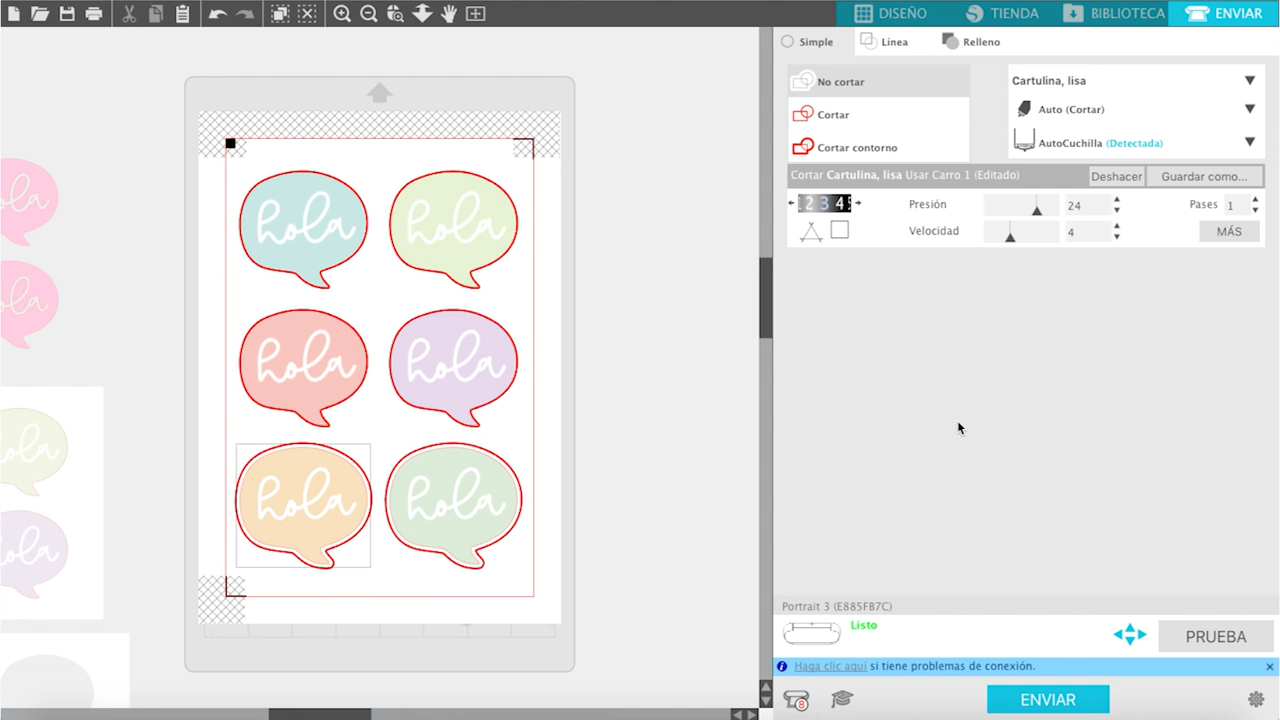 DISEÑO
TIENDA
BIBLIOTECA
ENVIAR
Simple
Línea
Relleno
No cortar
Cortar
Cortar contorno
Cartulina, lisa
Auto (Cortar)
AutoCuchilla (Detectada)
Cortar Cartulina, lisa Usar Carro 1 (Editado)
Deshacer
Guardar como...
2 3 4
Presión
24
Pases
1
Velocidad
4
MÁS
hola
hola
hola
hola
hola
hola
Portrait 3 (E885FB7C)
Listo
PRUEBA
Haga clic aquí si tiene problemas de conexión.
8
ENVIAR